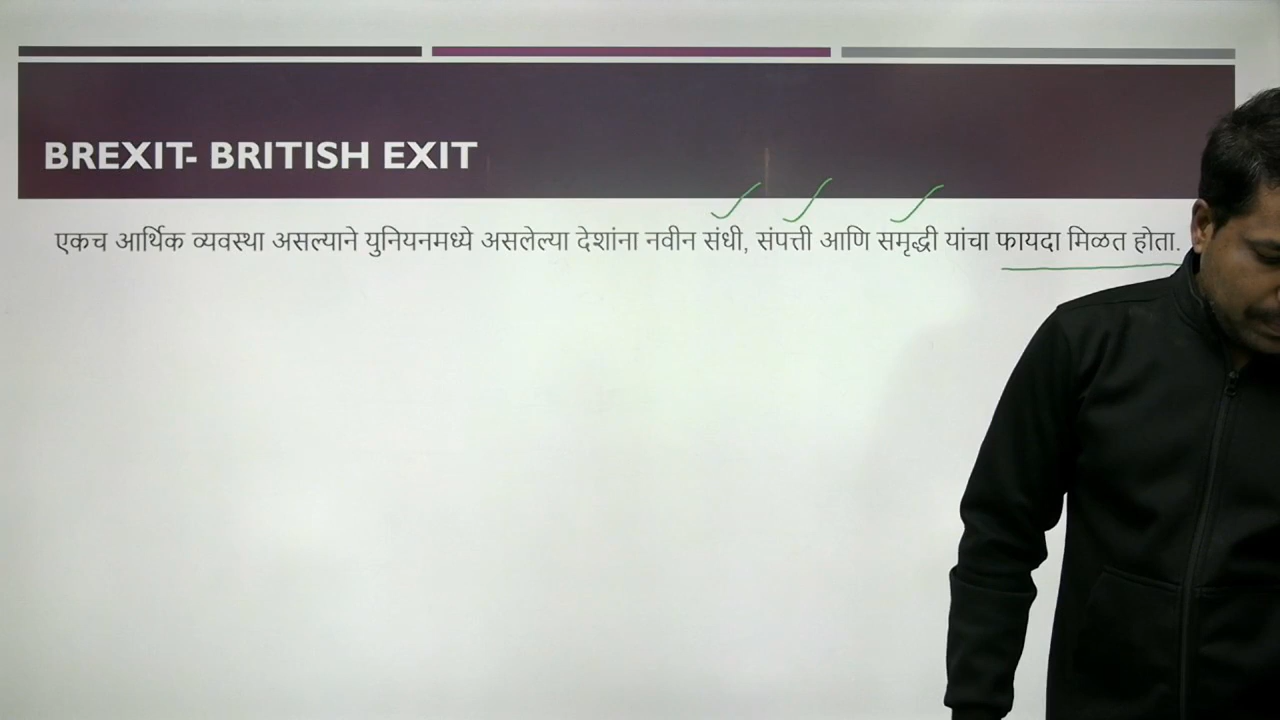 BREXIT- BRITISH EXIT
एकच आर्थिक व्यवस्था असल्याने युनियनमध्ये असलेल्या देशांना नवीन संधी, संपत्ती आणि समृद्धी यांचा फायदा मिळत होता.